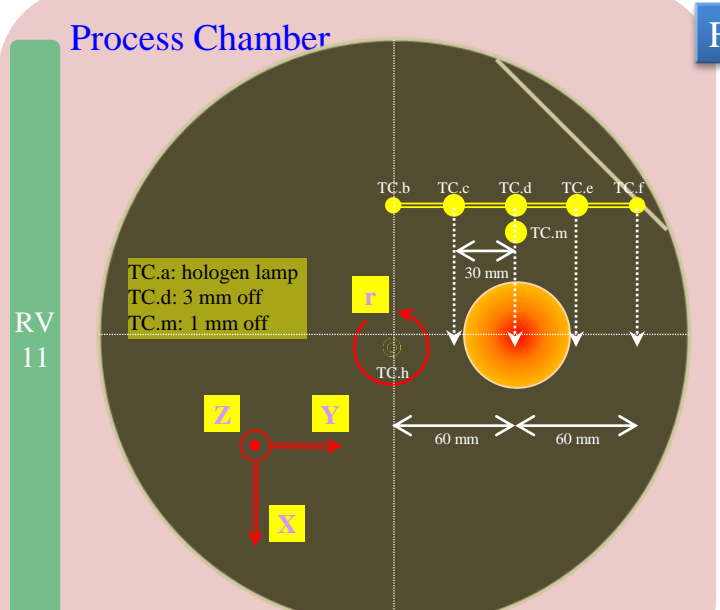 Process Chamber
TC.b TC.c TC.d TC.e TC.f
TC.m
30 mm
TC.a: hologen lamp
TC.d: 3 mm off
TC.m: 1 mm off
r
RV
11
TC.h
Z Y
60 mm 60 mm
X